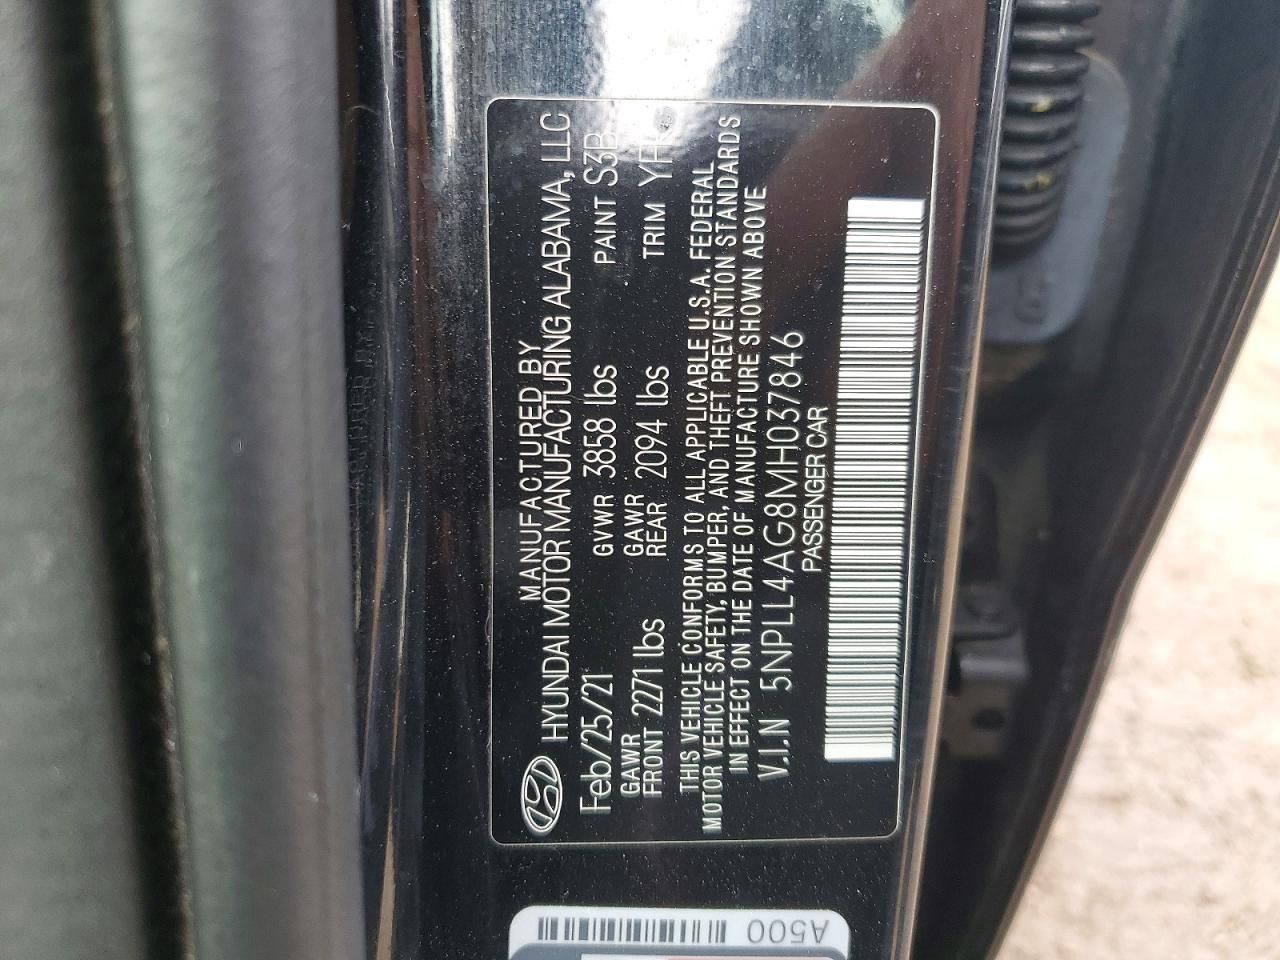 MANUFACTURED BY
HYUNDAI MOTOR MANUFACTURING ALABAMA, LLC
Feb/25/21 GVWR 3858 lbs PAINT S3B
GAWR FRONT 2271 lbs GAWR REAR 2094 lbs TRIM
THIS VEHICLE CONFORMS TO ALL APPLICABLE U.S.A. FEDERAL
MOTOR VEHICLE SAFETY, BUMPER, AND THEFT PREVENTION STANDARDS
IN EFFECT ON THE DATE OF MANUFACTURE SHOWN ABOVE
V.I.N 5NPLL4AG8MH037846
PASSENGER CAR
A500